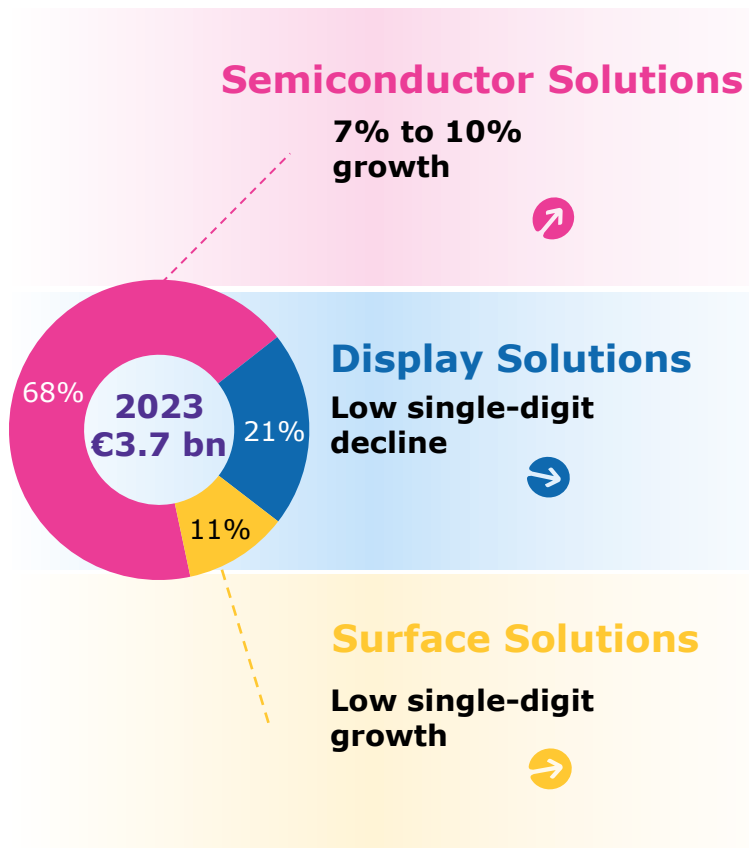 Semiconductor Solutions
7% to 10%
growth
68%
2023
€3.7 bn
21%
11%
Display Solutions
Low single-digit
decline
Surface Solutions
Low single-digit
growth